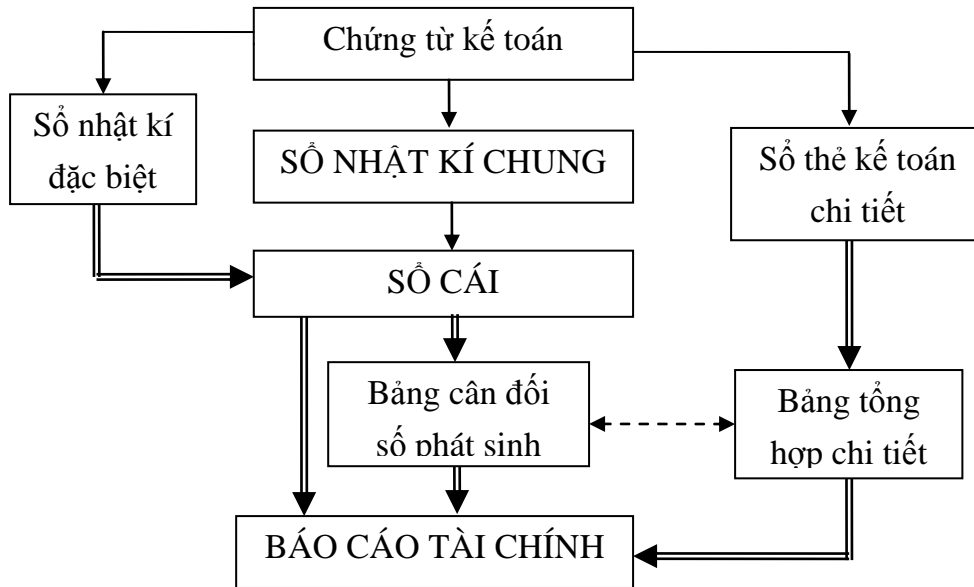 Chứng từ kế toán
Sổ nhật kí
đặc biệt
SỔ NHẬT KÍ CHUNG
Sổ thẻ kế toán
chi tiết
SỔ CÁI
Bảng cân đối
số phát sinh
Bảng tổng
hợp chi tiết
BÁO CÁO TÀI CHÍNH